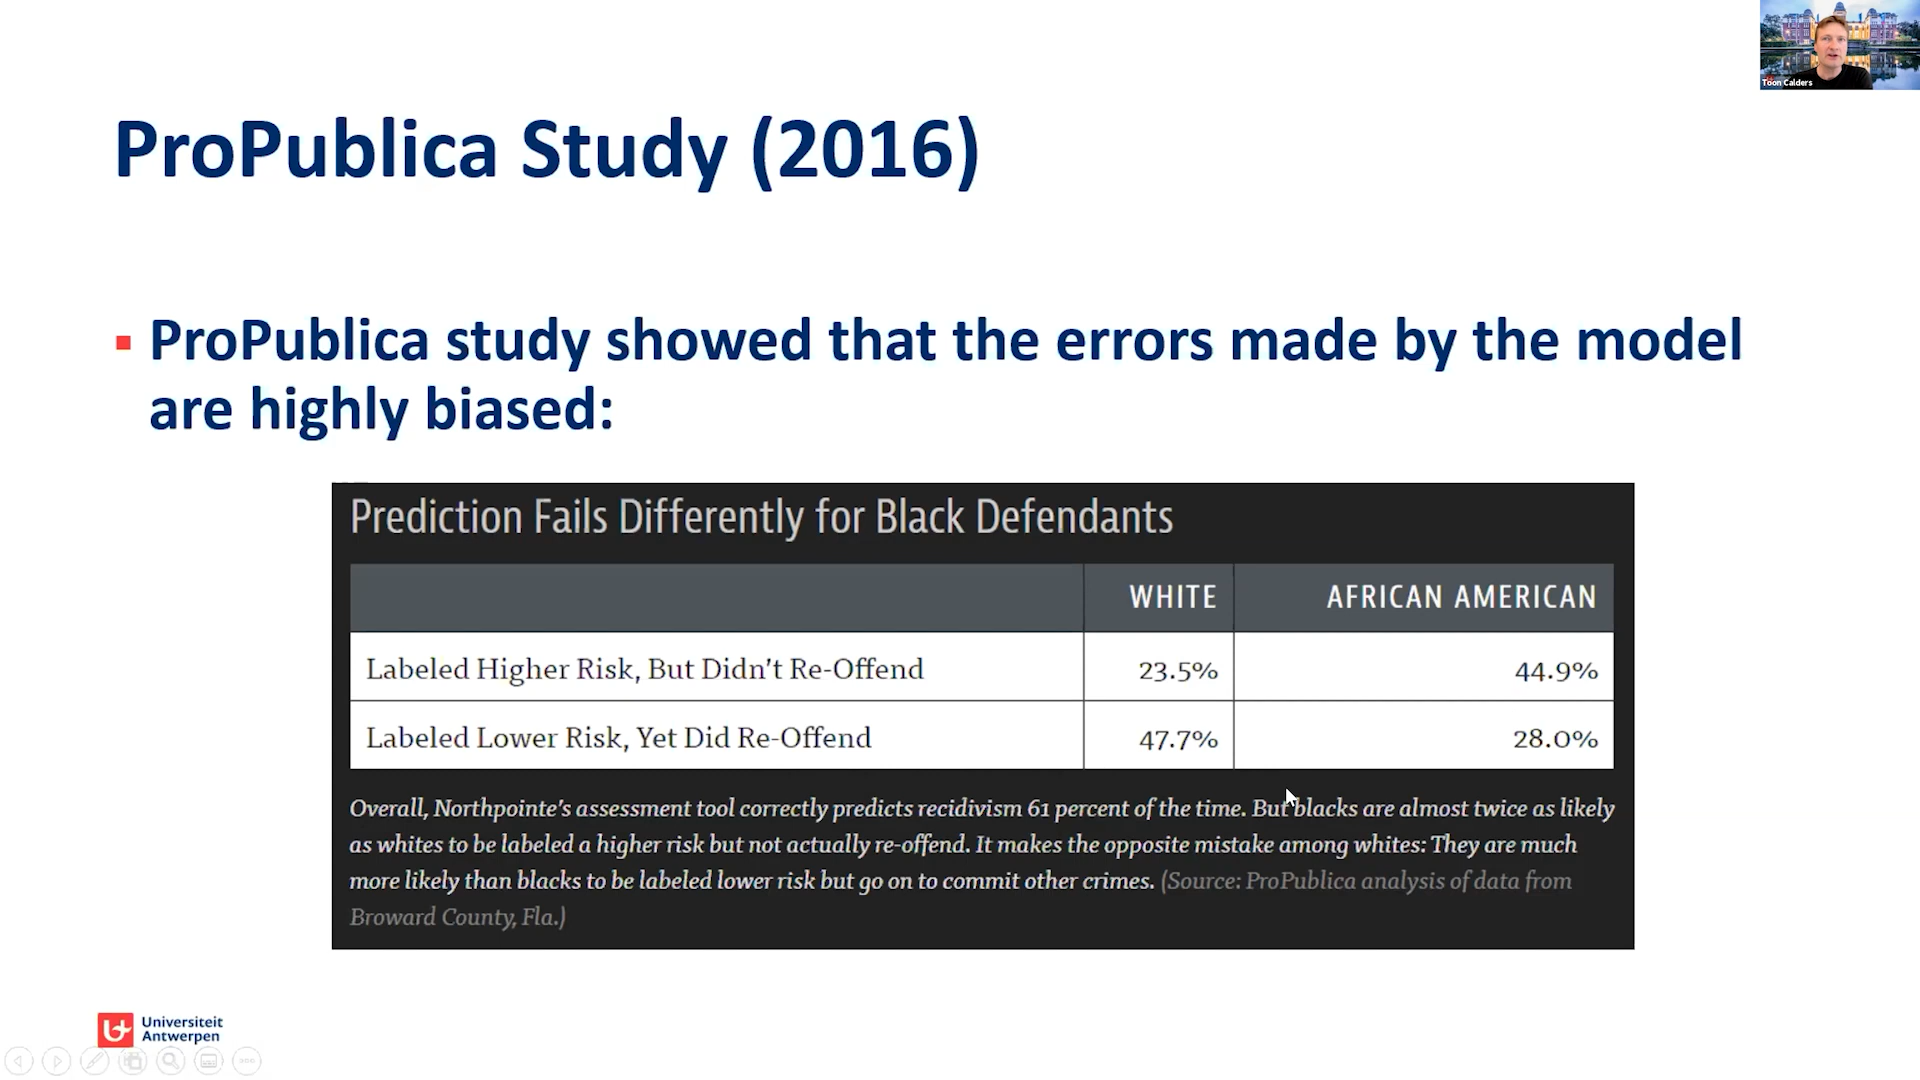 Toon Calders
ProPublica Study (2016)
▪ ProPublica study showed that the errors made by the model
are highly biased:
Prediction Fails Differently for Black Defendants
WHITE AFRICAN AMERICAN
Labeled Higher Risk, But Didn't Re-Offend 23.5% 44.9%
Labeled Lower Risk, Yet Did Re-Offend 47.7% 28.0%
Overall, Northpointe's assessment tool correctly predicts recidivism 61 percent of the time. But blacks are almost twice as likely
as whites to be labeled a higher risk but not actually re-offend. It makes the opposite mistake among whites: They are much
more likely than blacks to be labeled lower risk but go on to commit other crimes. (Source: ProPublica analysis of data from
Broward County, Fla.)
Universiteit
Antwerpen